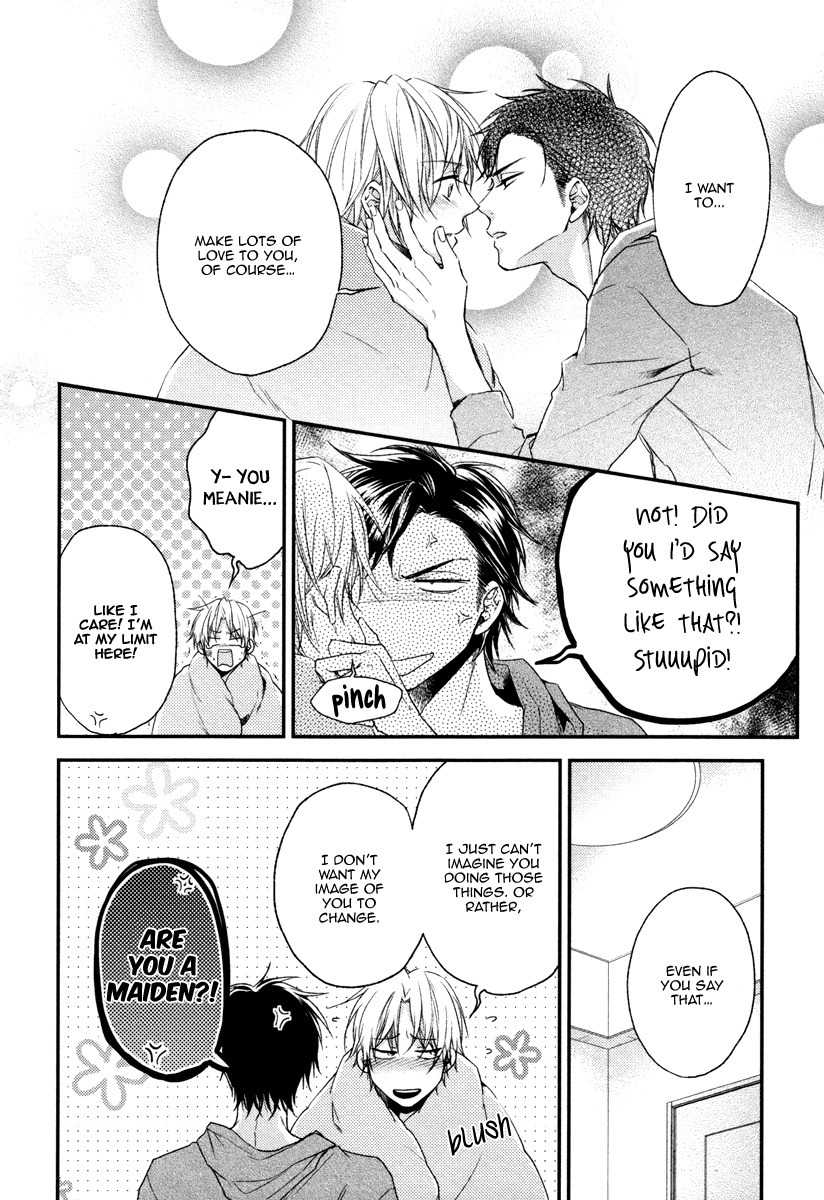 I WANT
TO...
MAKE LOTS OF
LOVE TO YOU,
OF COURSE...
NOT! DID
YOU I'D SAY
SOMETHING
LIKE THAT?!
STUUUPID!
pinch
Y- YOU
MEANIE...
LIKE I
CARE! I'M
AT MY LIMIT
HERE!
EVEN IF
YOU SAY
THAT...
I JUST CAN'T
IMAGINE YOU
DOING THOSE
THINGS. OR
RATHER,
I DON'T
WANT MY
IMAGE OF
YOU TO
CHANGE.
blush
ARE
YOU A
MAIDEN?!